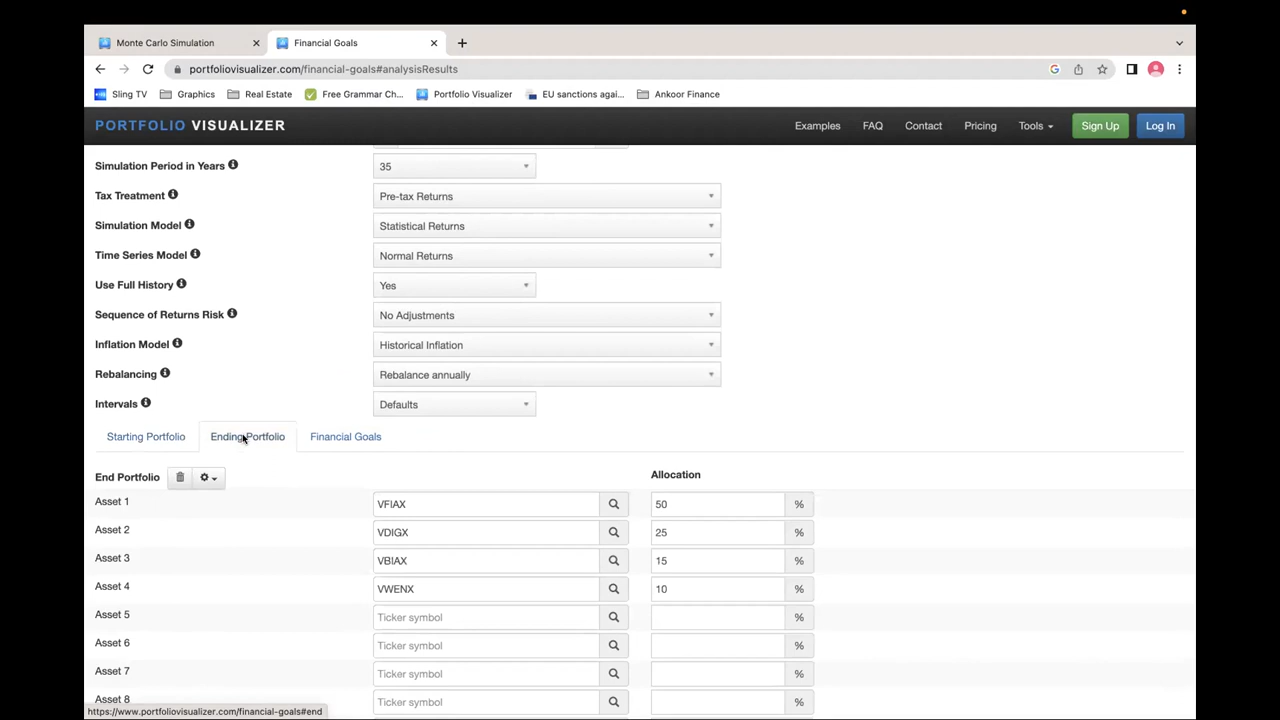 Monte Carlo Simulation
Financial Goals
portfoliovisualizer.com/financial-goals#analysisResults
Sling TV
Graphics
Real Estate
Free Grammar Ch...
Portfolio Visualizer
EU sanctions agai...
Ankoor Finance
PORTFOLIO VISUALIZER
Examples
FAQ
Contact
Pricing
Tools
Sign Up
Log In
Simulation Period in Years
35
Tax Treatment
Pre-tax Returns
Simulation Model
Statistical Returns
Time Series Model
Normal Returns
Use Full History
Yes
Sequence of Returns Risk
No Adjustments
Inflation Model
Historical Inflation
Rebalancing
Rebalance annually
Intervals
Defaults
Starting Portfolio
Ending Portfolio
Financial Goals
End Portfolio
Allocation
Asset 1
VFIAX
50 %
Asset 2
VDIGX
25 %
Asset 3
VBIAX
15 %
Asset 4
VWENX
10 %
Asset 5
Ticker symbol
%
Asset 6
Ticker symbol
%
Asset 7
Ticker symbol
%
Asset 8
Ticker symbol
%
https://www.portfoliovisualizer.com/financial-goals#end